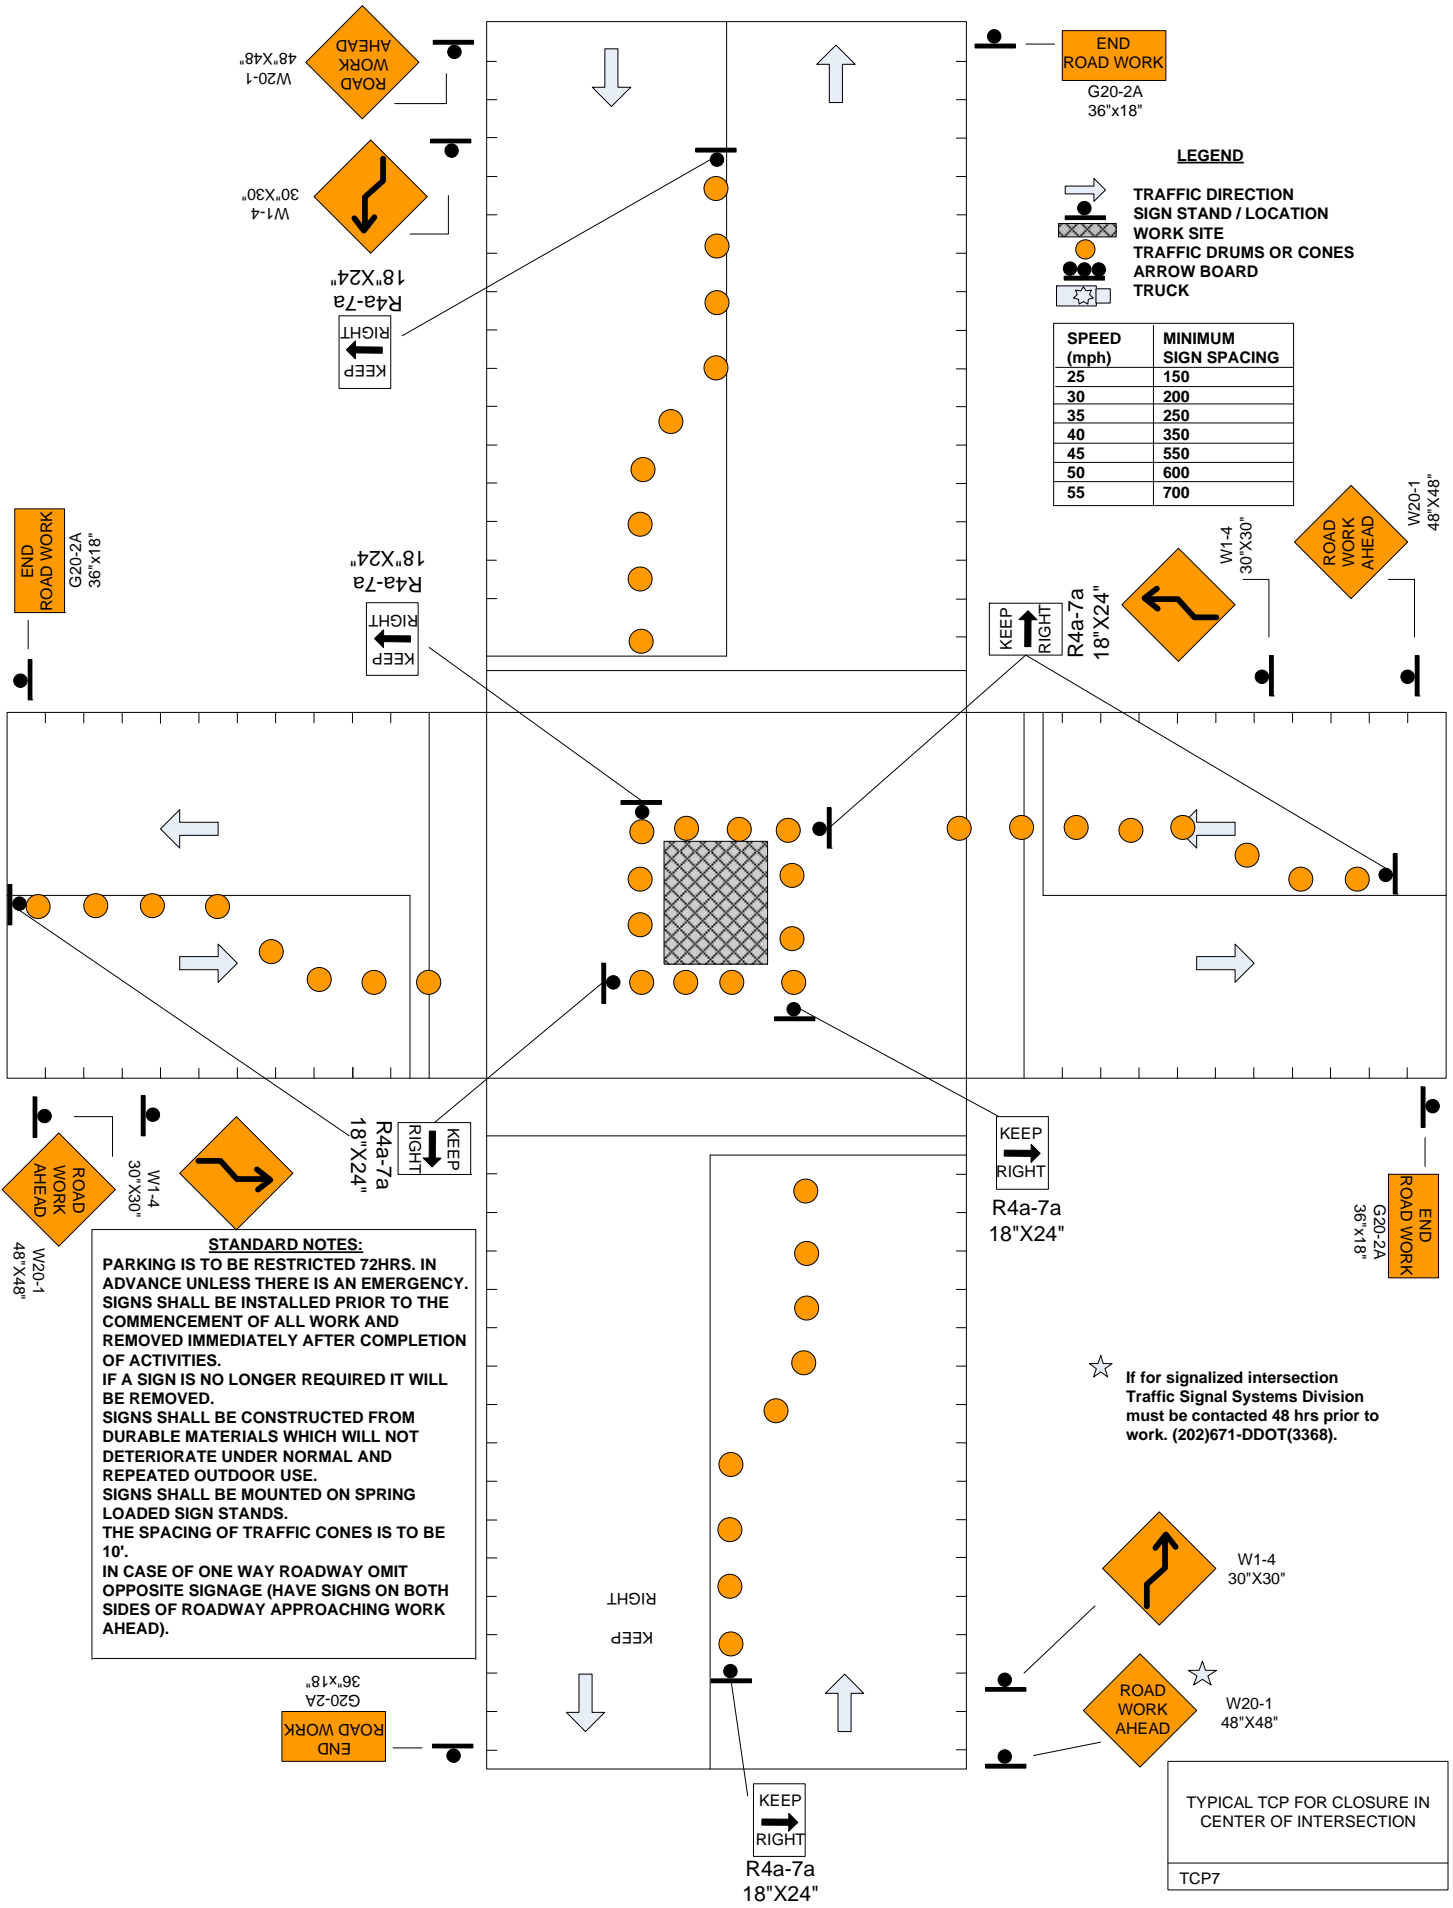 ROAD
WORK
AHEAD
W20-1
48"X48"
END
ROAD WORK
G20-2A
36"x18"
W1-4
30"X30"
R4a-7a
18"X24"
KEEP
RIGHT
LEGEND
TRAFFIC DIRECTION
SIGN STAND / LOCATION
WORK SITE
TRAFFIC DRUMS OR CONES
ARROW BOARD
TRUCK
SPEED (mph) MINIMUM SIGN SPACING
25 150
30 200
35 250
40 350
45 550
50 600
55 700
END
ROAD WORK
G20-2A
36"x18"
R4a-7a
18"X24"
KEEP
RIGHT
KEEP
RIGHT
R4a-7a
18"X24"
W1-4
30"X30"
ROAD
WORK
AHEAD
W20-1
48"X48"
ROAD
WORK
AHEAD
W20-1
48"X48"
W1-4
30"X30"
R4a-7a
18"X24"
KEEP
RIGHT
KEEP
RIGHT
R4a-7a
18"X24"
END
ROAD WORK
G20-2A
36"x18"
STANDARD NOTES:
PARKING IS TO BE RESTRICTED 72HRS. IN
ADVANCE UNLESS THERE IS AN EMERGENCY.
SIGNS SHALL BE INSTALLED PRIOR TO THE
COMMENCEMENT OF ALL WORK AND
REMOVED IMMEDIATELY AFTER COMPLETION
OF ACTIVITIES.
IF A SIGN IS NO LONGER REQUIRED IT WILL
BE REMOVED.
SIGNS SHALL BE CONSTRUCTED FROM
DURABLE MATERIALS WHICH WILL NOT
DETERIORATE UNDER NORMAL AND
REPEATED OUTDOOR USE.
SIGNS SHALL BE MOUNTED ON SPRING
LOADED SIGN STANDS.
THE SPACING OF TRAFFIC CONES IS TO BE
10'.
IN CASE OF ONE WAY ROADWAY OMIT
OPPOSITE SIGNAGE (HAVE SIGNS ON BOTH
SIDES OF ROADWAY APPROACHING WORK
AHEAD).
If for signalized intersection
Traffic Signal Systems Division
must be contacted 48 hrs prior to
work. (202)671-DDOT(3368).
KEEP
RIGHT
W1-4
30"X30"
ROAD
WORK
AHEAD
W20-1
48"X48"
END
ROAD WORK
G20-2A
36"x18"
KEEP
RIGHT
R4a-7a
18"X24"
TYPICAL TCP FOR CLOSURE IN
CENTER OF INTERSECTION
TCP7